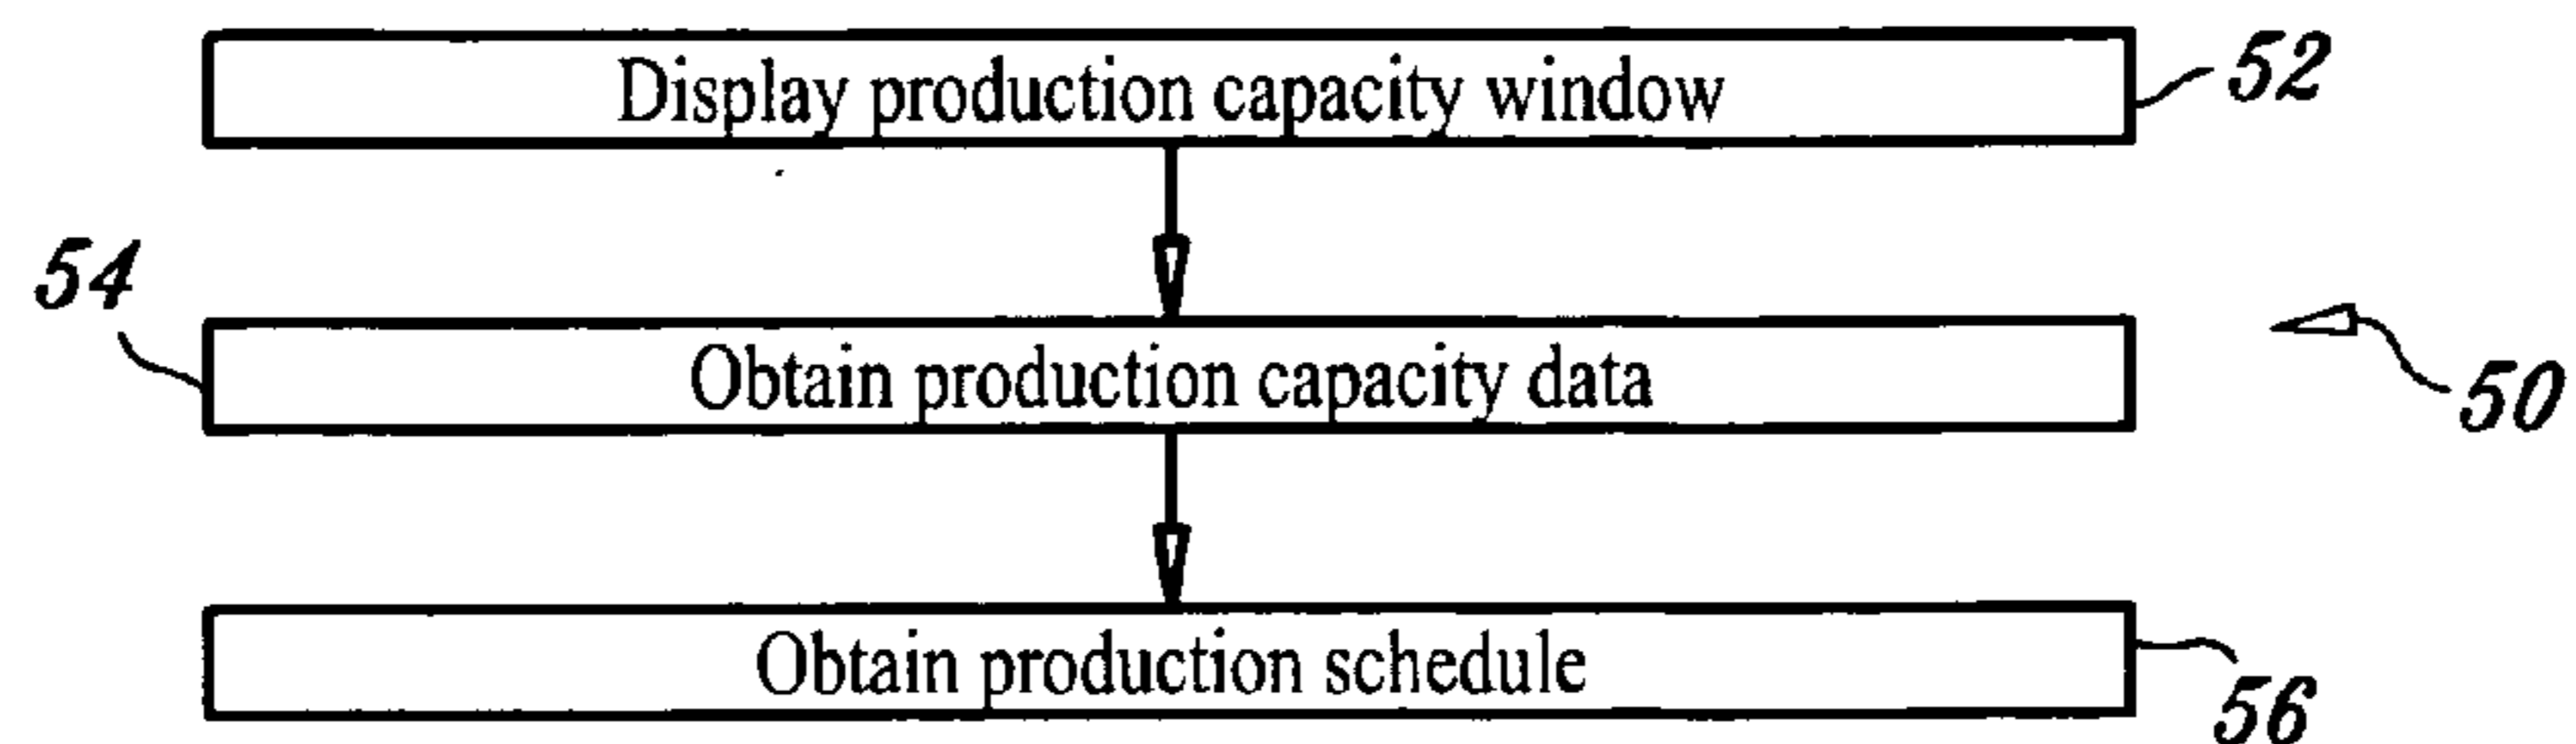 Display production capacity window
52
54
Obtain production capacity data
50
Obtain production schedule
56